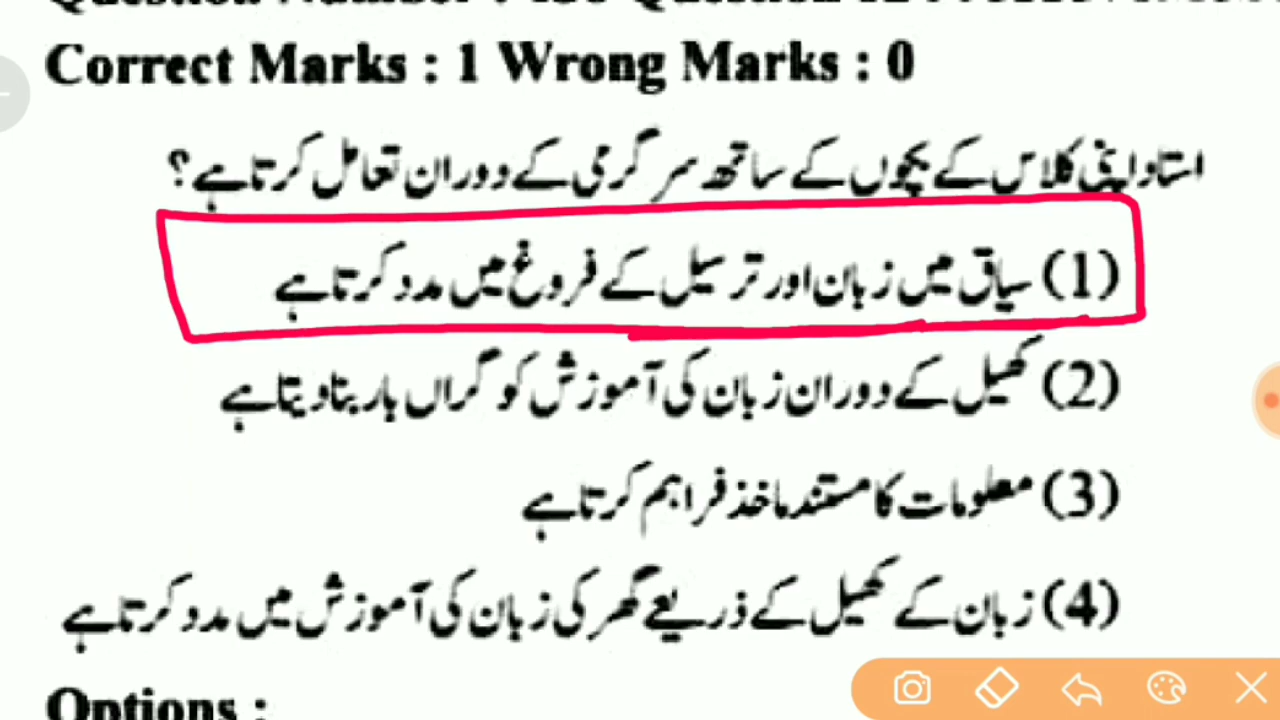 Correct Marks : 1 Wrong Marks : 0
استاد اپنی کلاس کے بچوں کے ساتھ سرگرمی کے دوران تعامل کرتا ہے؟
(1) سیاق میں زبان اور ترسیل کے فروغ میں مدد کرتا ہے
(2) کھیل کے دوران زبان کی آموزش کو گراں بار بنا دیتا ہے
(3) معلومات کا مستند ماخذ فراہم کرتا ہے
(4) زبان کے کھیل کے ذریعے گھر کی زبان کی آموزش میں مدد کرتا ہے
Options :